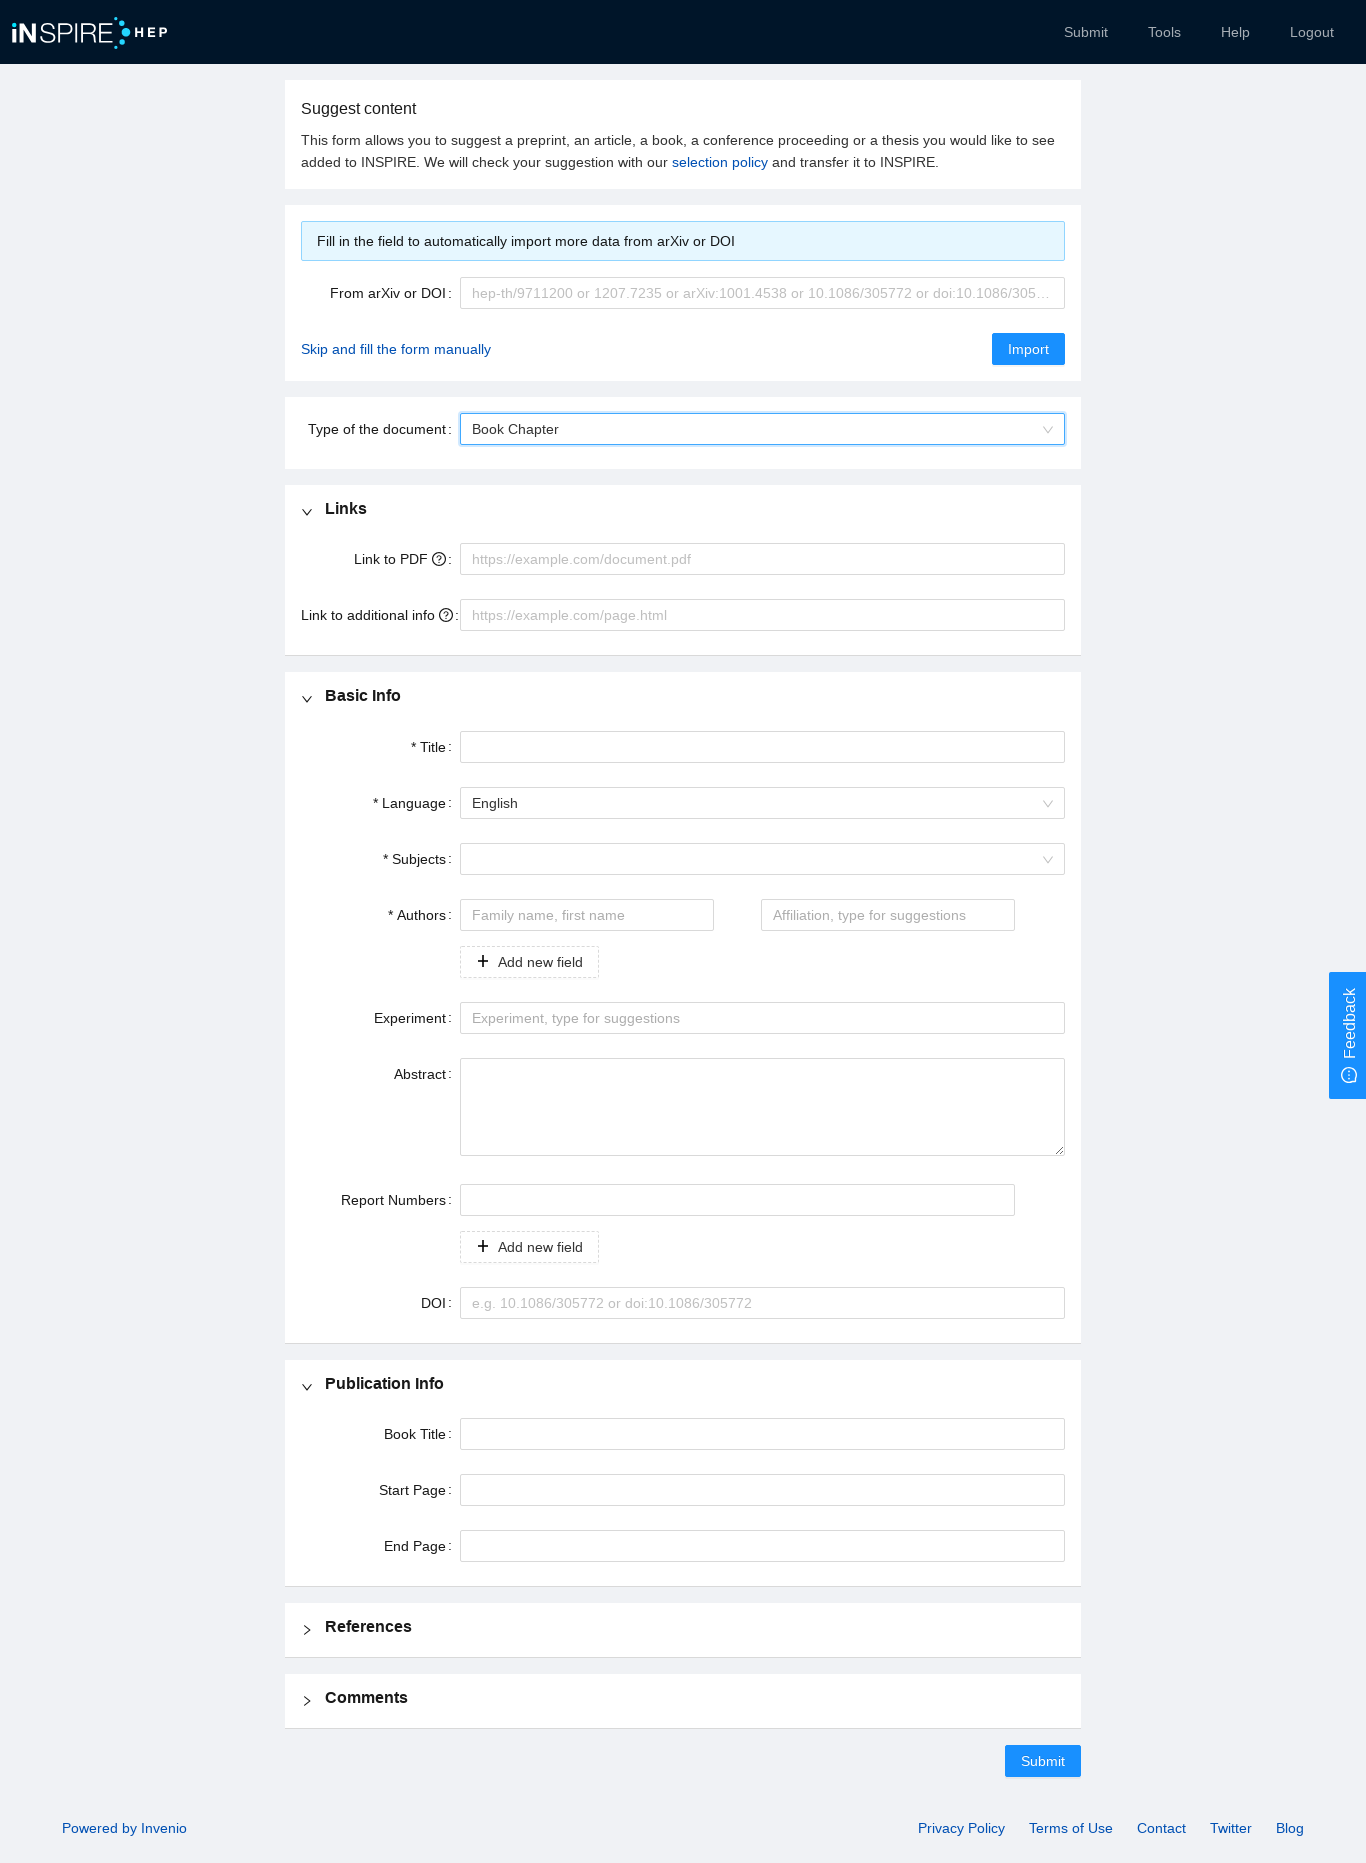 iNSPIRE HEP
Submit Tools Help Logout
Suggest content
This form allows you to suggest a preprint, an article, a book, a conference proceeding or a thesis you would like to see
added to INSPIRE. We will check your suggestion with our selection policy and transfer it to INSPIRE.
Fill in the field to automatically import more data from arXiv or DOI
From arXiv or DOI : hep-th/9711200 or 1207.7235 or arXiv:1001.4538 or 10.1086/305772 or doi:10.1086/305…
Skip and fill the form manually Import
Type of the document : Book Chapter
Links
Link to PDF : https://example.com/document.pdf
Link to additional info : https://example.com/page.html
Basic Info
* Title :
* Language : English
* Subjects :
* Authors : Family name, first name Affiliation, type for suggestions
+ Add new field
Experiment : Experiment, type for suggestions
Abstract :
Feedback
Report Numbers :
+ Add new field
DOI : e.g. 10.1086/305772 or doi:10.1086/305772
Publication Info
Book Title :
Start Page :
End Page :
References
Comments
Submit
Powered by Invenio Privacy Policy Terms of Use Contact Twitter Blog